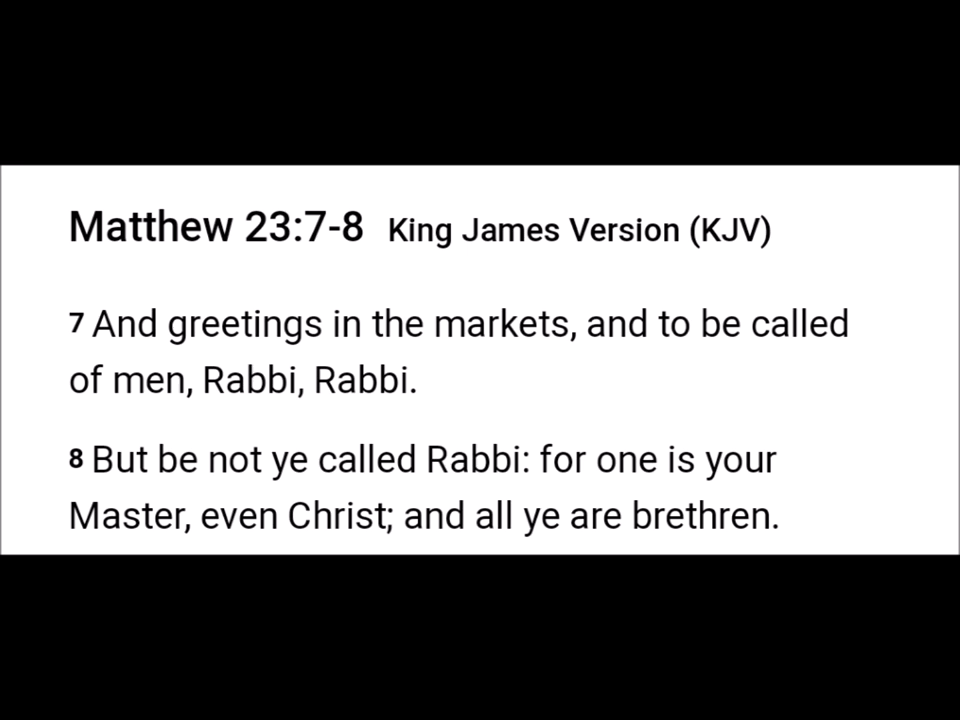 Matthew 23:7-8 King James Version (KJV)
7 And greetings in the markets, and to be called
of men, Rabbi, Rabbi.
8 But be not ye called Rabbi: for one is your
Master, even Christ; and all ye are brethren.